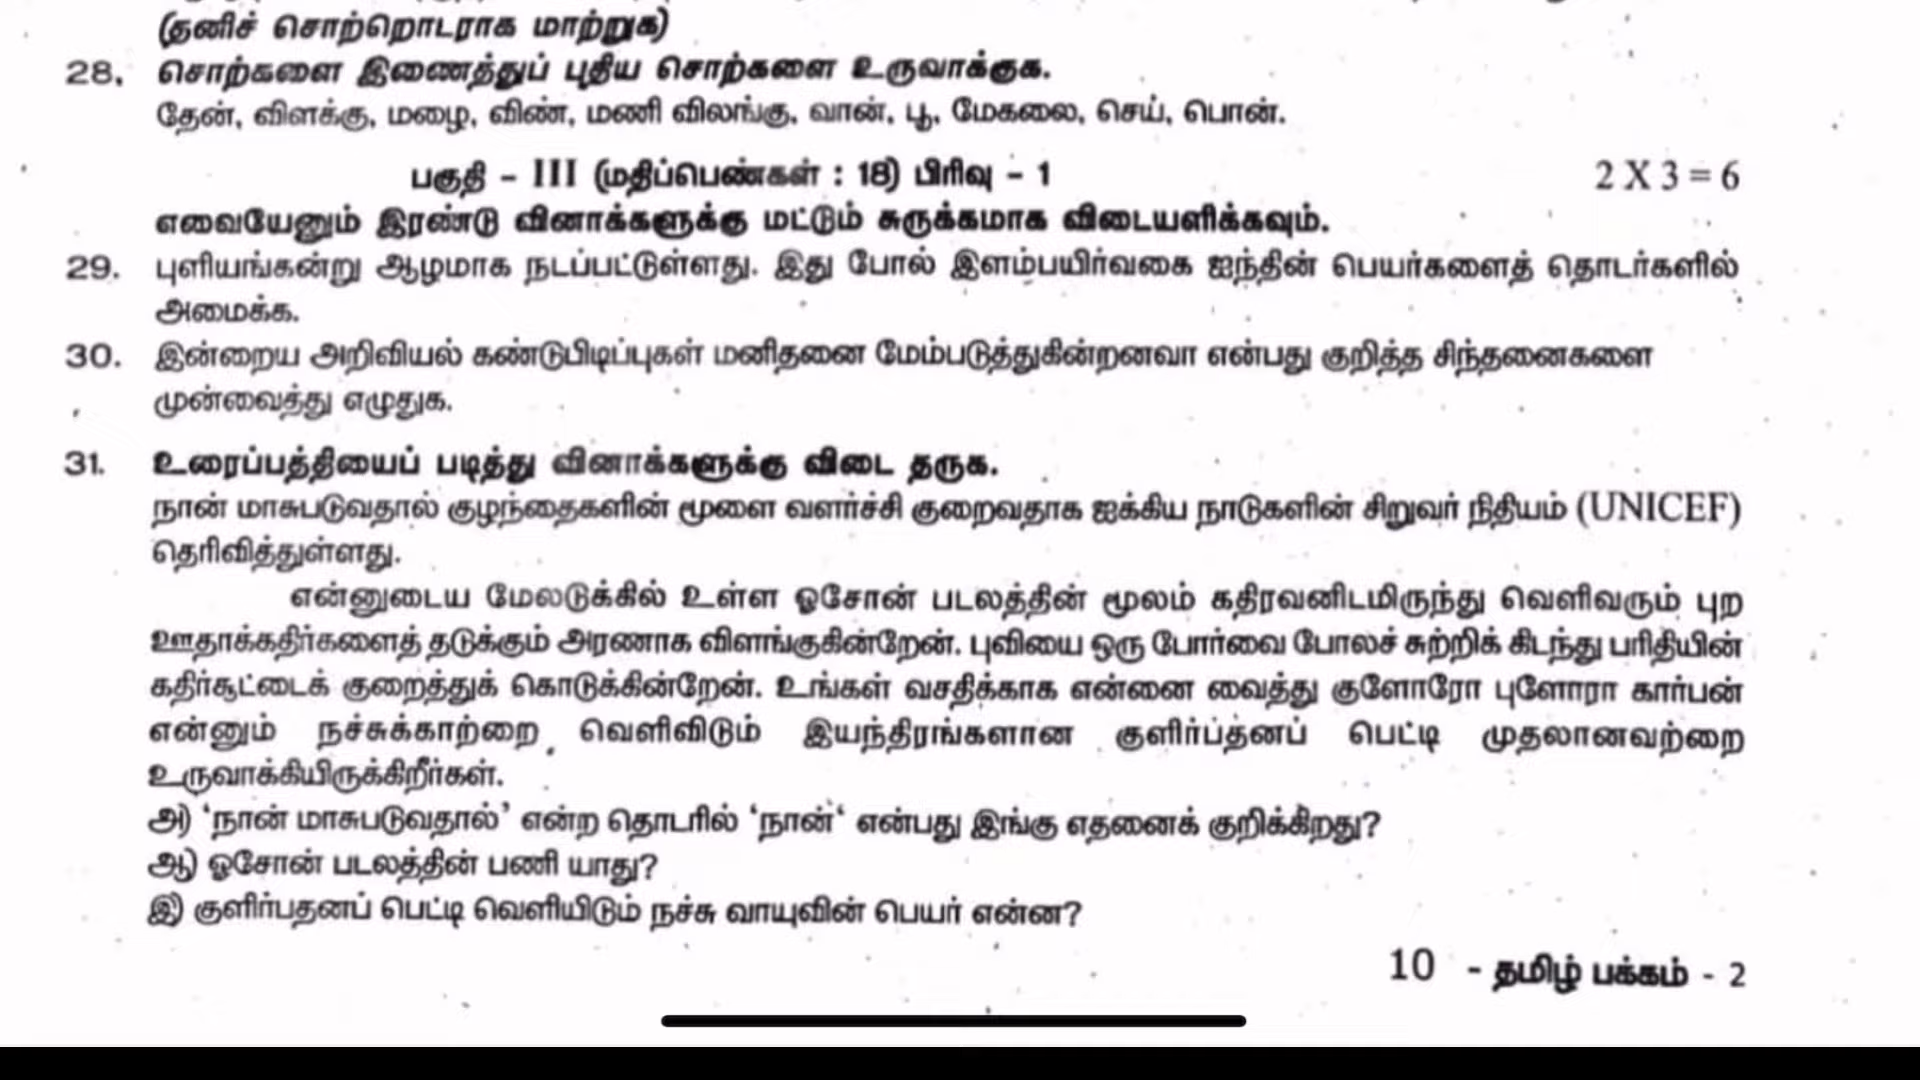 (தனிச் சொற்றொடராக மாற்றுக)
28. சொற்களை இணைத்துப் புதிய சொற்களை உருவாக்குக.
தேன், விளக்கு, மழை, விண், மணி விலங்கு, வான், பூ, மேகலை, செய், பொன்.
பகுதி - III (மதிப்பெண்கள் : 18) பிரிவு - 1 2 X 3 = 6
எவையேனும் இரண்டு வினாக்களுக்கு மட்டும் சுருக்கமாக விடையளிக்கவும்.
29. புளியங்கன்று ஆழமாக நடப்பட்டுள்ளது. இது போல் இளம்பயிர்வகை ஐந்தின் பெயர்களைத் தொடர்களில்
அமைக்க.
30. இன்றைய அறிவியல் கண்டுபிடிப்புகள் மனிதனை மேம்படுத்துகின்றனவா என்பது குறித்த சிந்தனைகளை
முன்வைத்து எழுதுக.
31. உரைப்பத்தியைப் படித்து வினாக்களுக்கு விடை தருக.
நான் மாசுபடுவதால் குழந்தைகளின் மூளை வளர்ச்சி குறைவதாக ஐக்கிய நாடுகளின் சிறுவர் நிதியம் (UNICEF)
தெரிவித்துள்ளது.
என்னுடைய மேலடுக்கில் உள்ள ஓசோன் படலத்தின் மூலம் கதிரவனிடமிருந்து வெளிவரும் புற
ஊதாக்கதிர்களைத் தடுக்கும் அரணாக விளங்குகின்றேன். புவியை ஒரு போர்வை போலச் சுற்றிக் கிடந்து பரிதியின்
கதிர்சூட்டைக் குறைத்துக் கொடுக்கின்றேன். உங்கள் வசதிக்காக என்னை வைத்து குளோரோ புளோரா கார்பன்
என்னும் நச்சுக்காற்றை வெளிவிடும் இயந்திரங்களான குளிர்பத்னப் பெட்டி முதலானவற்றை
உருவாக்கியிருக்கிறீர்கள்.
அ) ‘நான் மாசுபடுவதால்’ என்ற தொடரில் ‘நான்‘ என்பது இங்கு எதனைக் குறிக்கிறது?
ஆ) ஓசோன் படலத்தின் பணி யாது?
இ) குளிர்பதனப் பெட்டி வெளியிடும் நச்சு வாயுவின் பெயர் என்ன?
10 - தமிழ் பக்கம் - 2